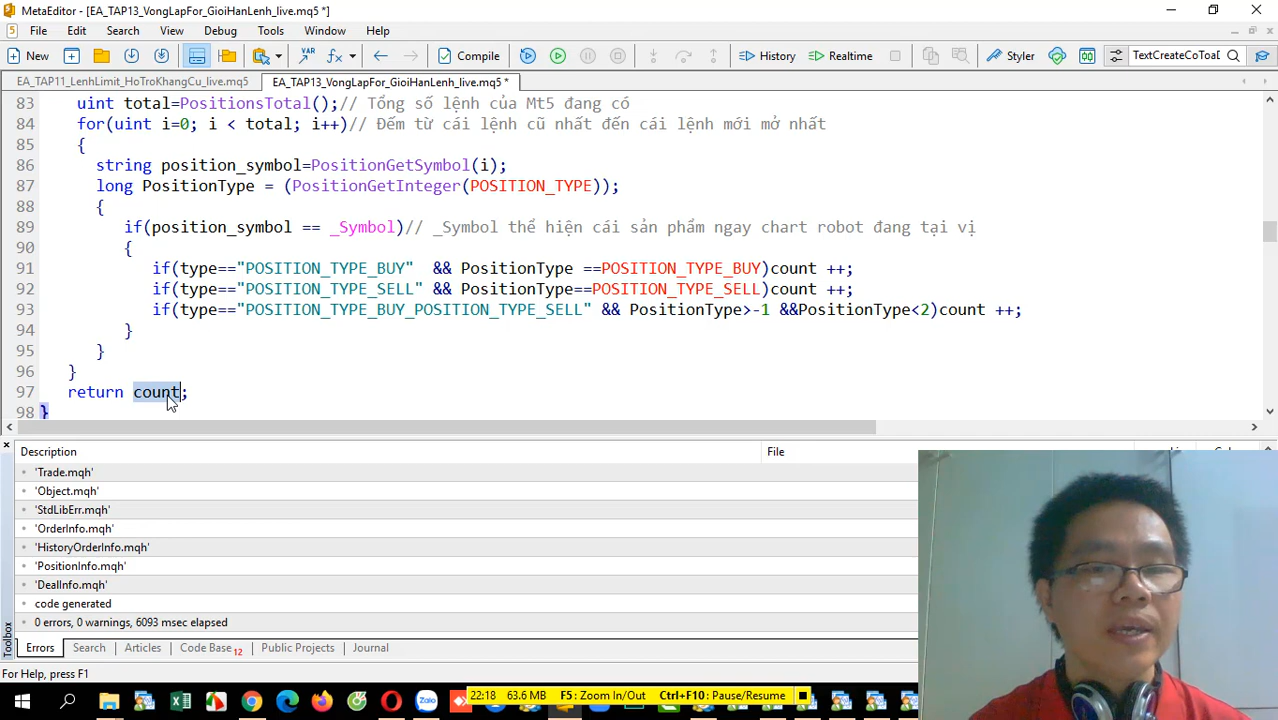 MetaEditor - [EA_TAP13_VongLapFor_GioiHanLenh_live.mq5 *]
File Edit Search View Debug Tools Window Help
New Compile History Realtime Styler TextCreateCoToaĐ
EA_TAP11_LenhLimit_HoTroKhangCu_live.mq5 EA_TAP13_VongLapFor_GioiHanLenh_live.mq5 *
83 uint total=PositionsTotal();// Tổng số lệnh của Mt5 đang có
84 for(uint i=0; i < total; i++)// Đếm từ cái lệnh cũ nhất đến cái lệnh mới mở nhất
85 {
86 string position_symbol=PositionGetSymbol(i);
87 long PositionType = (PositionGetInteger(POSITION_TYPE));
88 {
89 if(position_symbol == _Symbol)// _Symbol thể hiện cái sản phẩm ngay chart robot đang tại vị
90 {
91 if(type=="POSITION_TYPE_BUY" && PositionType ==POSITION_TYPE_BUY)count ++;
92 if(type=="POSITION_TYPE_SELL" && PositionType==POSITION_TYPE_SELL)count ++;
93 if(type=="POSITION_TYPE_BUY_POSITION_TYPE_SELL" && PositionType>-1 &&PositionType<2)count ++;
94 }
95 }
96 }
97 return count;
98 }
Description File
'Trade.mqh'
'Object.mqh'
'StdLibErr.mqh'
'OrderInfo.mqh'
'HistoryOrderInfo.mqh'
'PositionInfo.mqh'
'DealInfo.mqh'
code generated
0 errors, 0 warnings, 6093 msec elapsed
Toolbox
Errors Search Articles Code Base 12 Public Projects Journal
For Help, press F1
Zalo 22:18 63.6 MB F5: Zoom In/Out Ctrl+F10: Pause/Resume